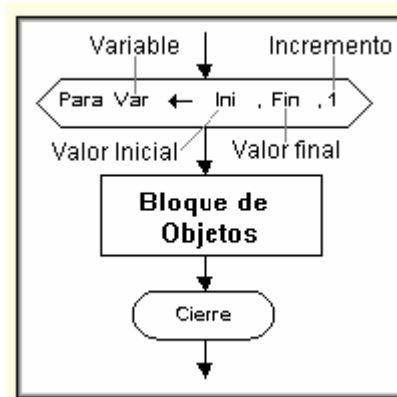 Variable Incremento
Para Var ← Ini , Fin , 1
Valor Inicial Valor final
Bloque de
Objetos
Cierre